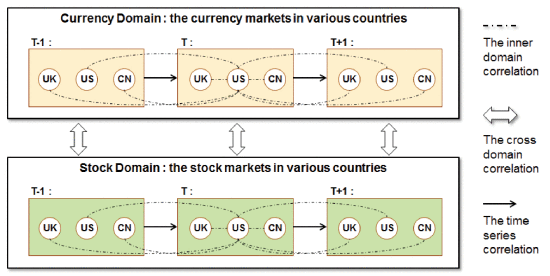 Currency Domain : the currency markets in various countries
T-1 :
T :
T+1 :
UK
US
CN
UK
US
CN
UK
US
CN
Stock Domain : the stock markets in various countries
T-1 :
T :
T+1 :
UK
US
CN
UK
US
CN
UK
US
CN
The inner
domain
correlation
The cross
domain
correlation
The time
series
correlation